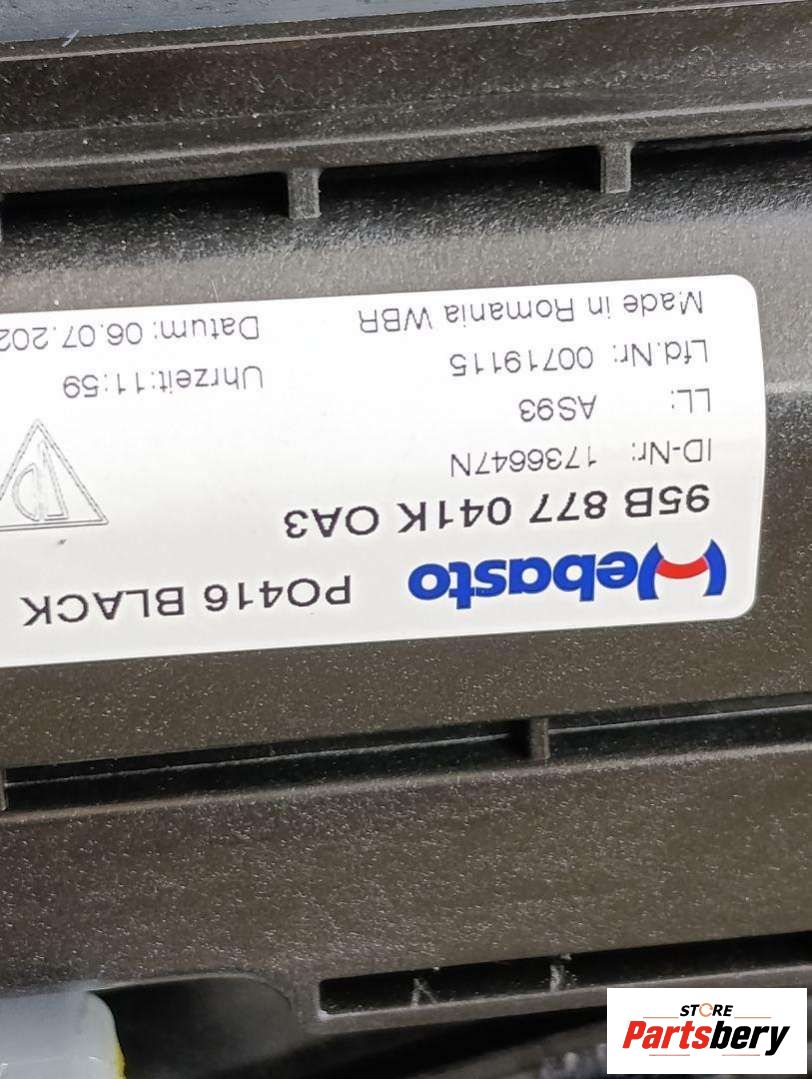 Webasto PO416 BLACK
95B 877 041K OA3
ID-Nr: 1736647N
LL: AS93
Lfd.Nr: 00719115 Uhrzeit:11:59
Made in Romania WBR Datum: 06.07.202
STORE
Partsbery